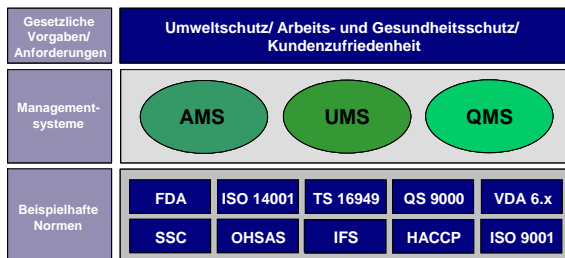 Gesetzliche
Vorgaben/
Anforderungen
Umweltschutz/ Arbeits- und Gesundheitsschutz/
Kundenzufriedenheit
Management-
systeme
AMS
UMS
QMS
Beispielhafte
Normen
FDA
ISO 14001
TS 16949
QS 9000
VDA 6.x
SSC
OHSAS
IFS
HACCP
ISO 9001